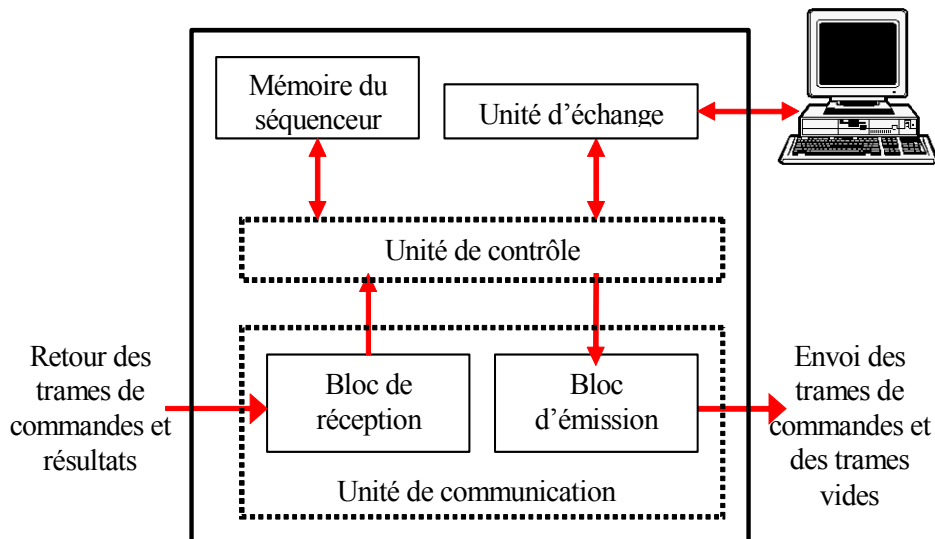 Mémoire du
séquenceur
Unité d'échange
Unité de contrôle
Retour des
trames de
commandes et
résultats
Bloc de
réception
Bloc
d'émission
Envoi des
trames de
commandes et
des trames
vides
Unité de communication